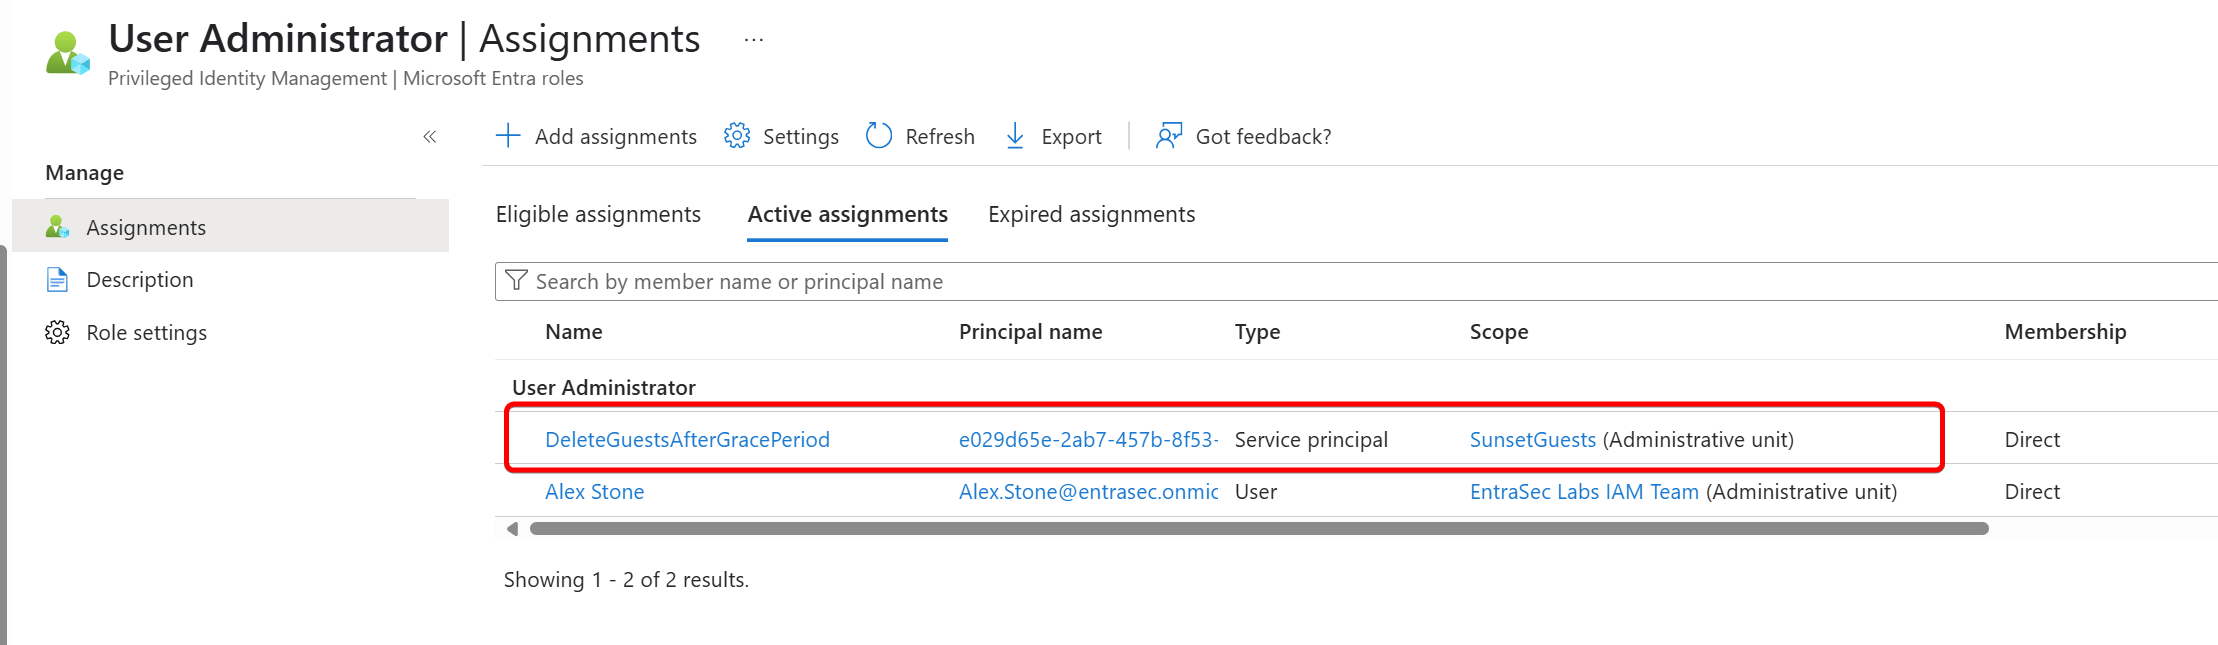 User Administrator | Assignments ...
Privileged Identity Management | Microsoft Entra roles
«
Manage
Assignments
Description
Role settings
Add assignments Settings Refresh Export Got feedback?
Eligible assignments Active assignments Expired assignments
Search by member name or principal name
Name Principal name Type Scope Membership
User Administrator
DeleteGuestsAfterGracePeriod e029d65e-2ab7-457b-8f53- Service principal SunsetGuests (Administrative unit) Direct
Alex Stone Alex.Stone@entrasec.onmic User EntraSec Labs IAM Team (Administrative unit) Direct
Showing 1 - 2 of 2 results.